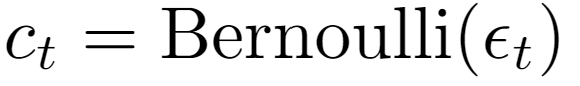 c_t = Bernoulli(ϵ_t)